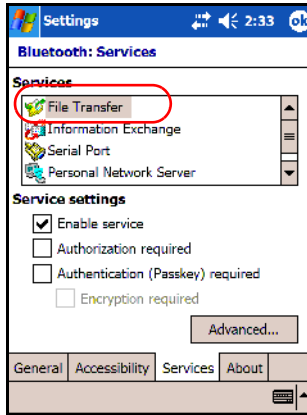 Settings 2:33 ok
Bluetooth: Services
Services
File Transfer
Information Exchange
Serial Port
Personal Network Server
Service settings
Enable service
Authorization required
Authentication (Passkey) required
Encryption required
Advanced...
General Accessibility Services About